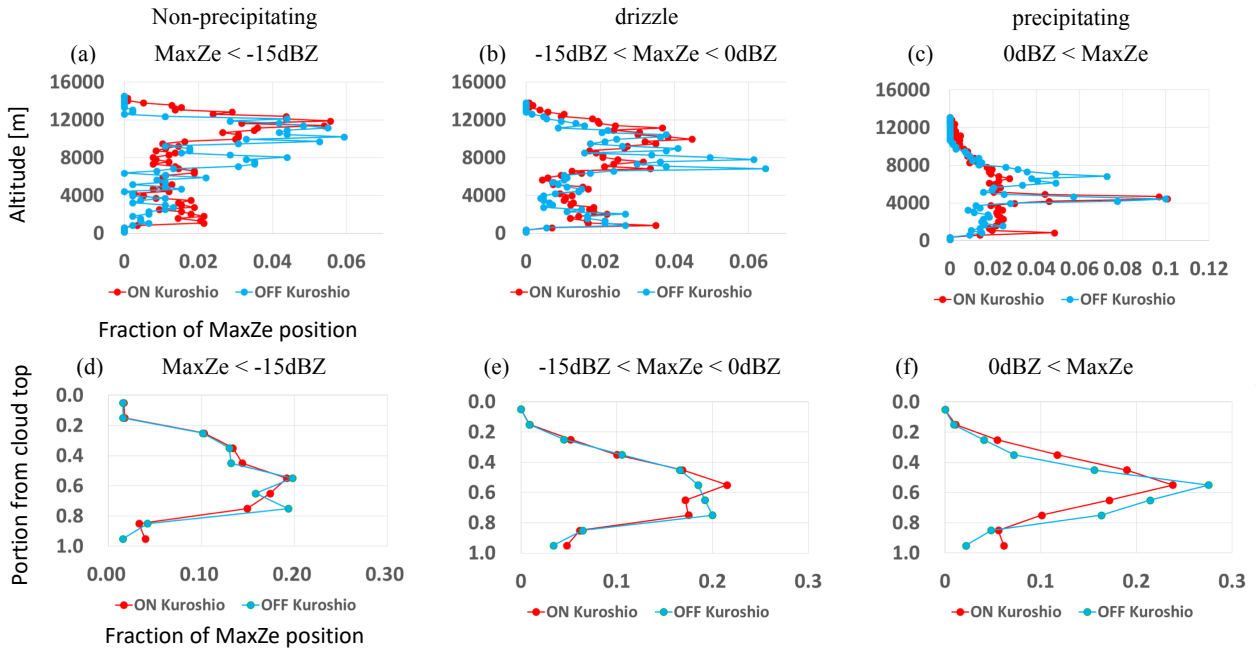 Non-precipitating
drizzle
precipitating
(a) MaxZe < -15dBZ
(b) -15dBZ < MaxZe < 0dBZ
(c) 0dBZ < MaxZe
Altitude [m]
16000
14000
12000
10000
8000
6000
4000
2000
0
0 0.02 0.04 0.06
ON Kuroshio OFF Kuroshio
16000
14000
12000
10000
8000
6000
4000
2000
0
0 0.02 0.04 0.06
ON Kuroshio OFF Kuroshio
16000
12000
8000
4000
0
0 0.02 0.04 0.06 0.08 0.1 0.12
ON Kuroshio OFF Kuroshio
Fraction of MaxZe position
(d) MaxZe < -15dBZ
(e) -15dBZ < MaxZe < 0dBZ
(f) 0dBZ < MaxZe
Portion from cloud top
0.0
0.2
0.4
0.6
0.8
1.0
0.00 0.10 0.20 0.30
ON Kuroshio OFF Kuroshio
0.0
0.2
0.4
0.6
0.8
1.0
0 0.1 0.2 0.3
ON Kuroshio OFF Kuroshio
0.0
0.2
0.4
0.6
0.8
1.0
0 0.1 0.2 0.3
ON Kuroshio OFF Kuroshio
Fraction of MaxZe position